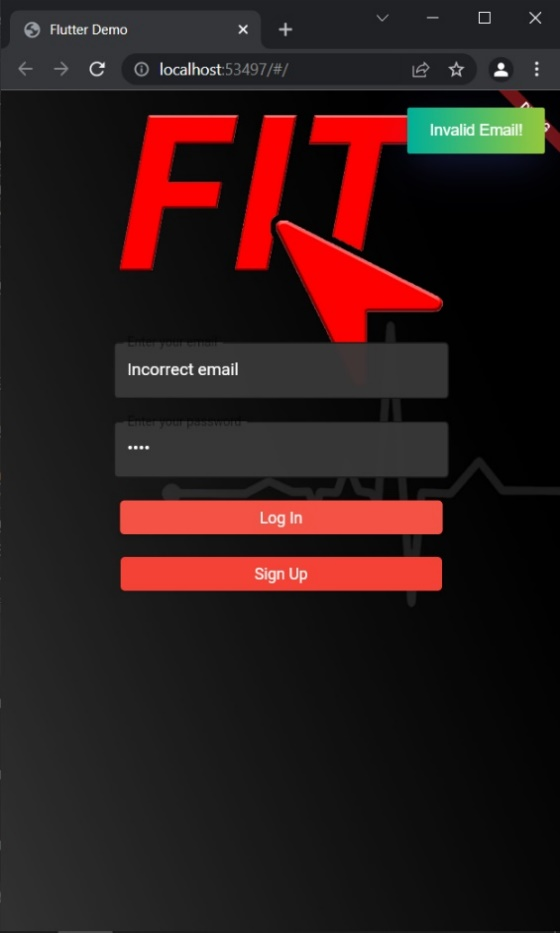 Flutter Demo
localhost:53497/#/
Invalid Email!
FIT
Enter your email
Incorrect email
Enter your password
••••
Log In
Sign Up